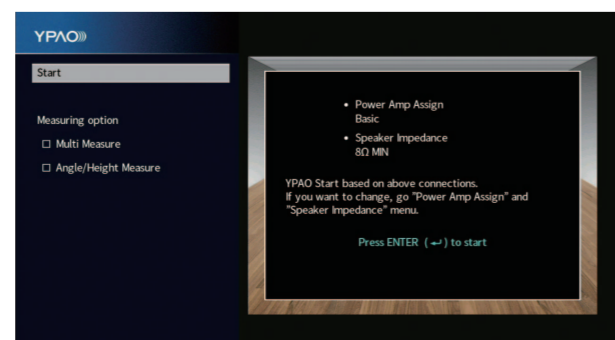 YPAO
Start
Measuring option
Multi Measure
Angle/Height Measure
• Power Amp Assign
Basic
• Speaker Impedance
8Ω MIN
YPAO Start based on above connections.
If you want to change, go "Power Amp Assign" and
"Speaker Impedance" menu.
Press ENTER (↵) to start